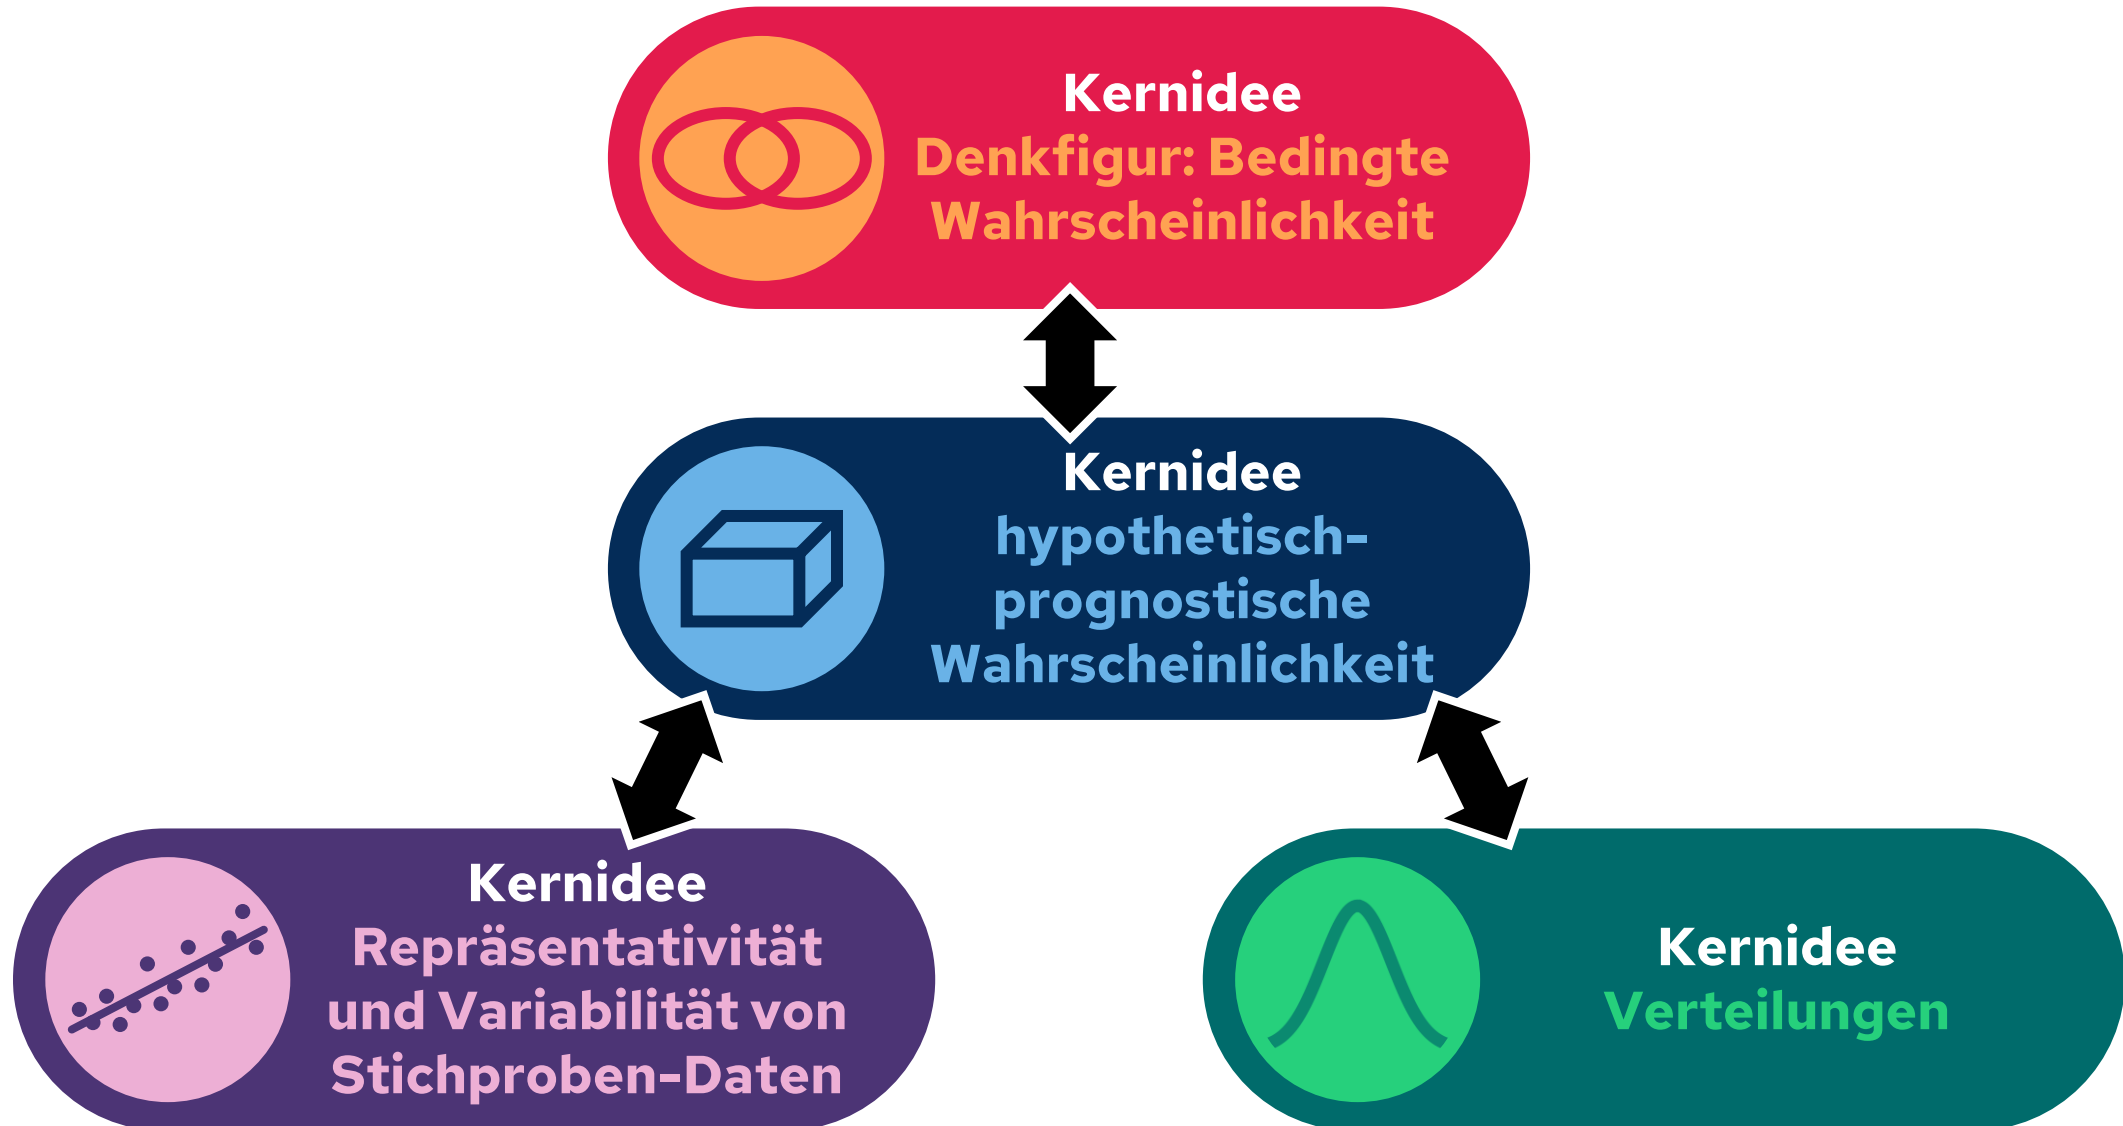 Kernidee
Denkfigur: Bedingte
Wahrscheinlichkeit
Kernidee
hypothetisch-
prognostische
Wahrscheinlichkeit
Kernidee
Repräsentativität
und Variabilität von
Stichproben-Daten
Kernidee
Verteilungen